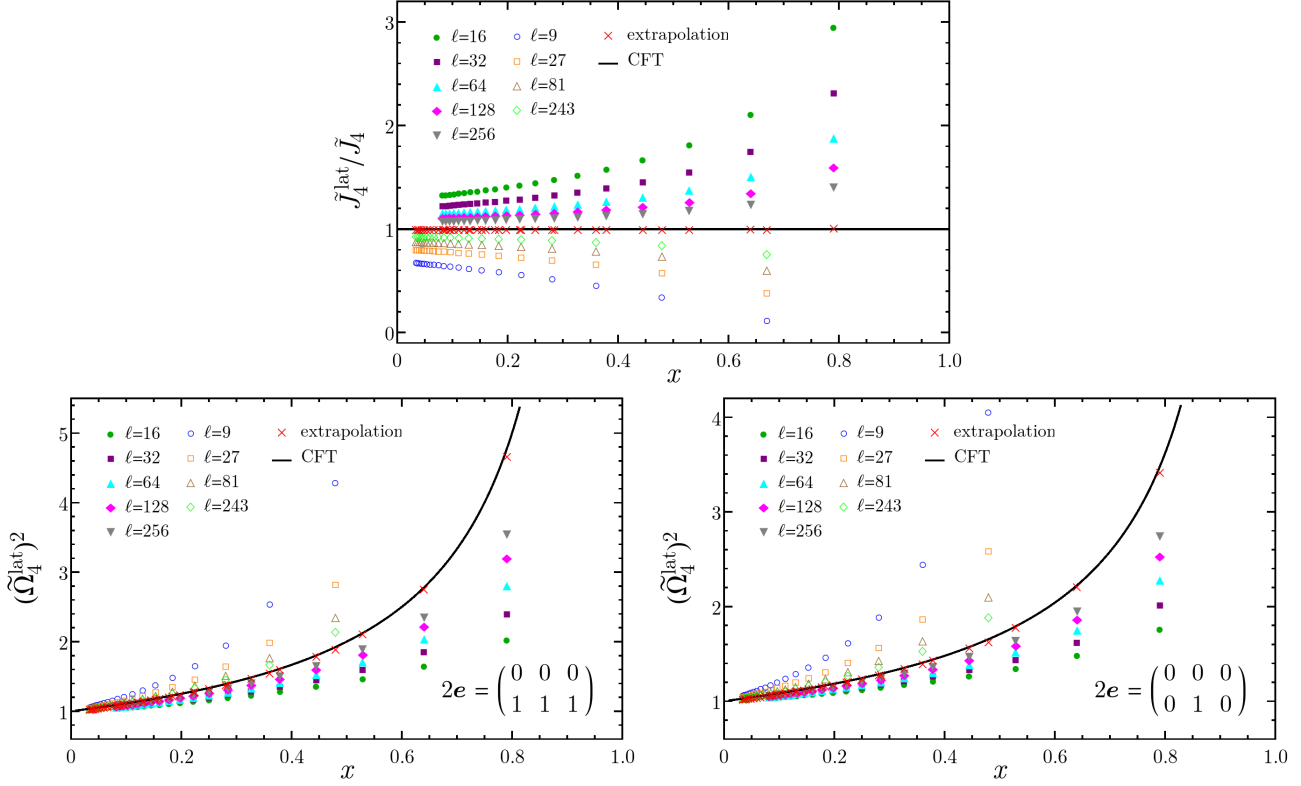 3
2
1
0
J̃₄ˡᵃᵗ/J̃₄
ℓ=16 ℓ=9 extrapolation
ℓ=32 ℓ=27 CFT
ℓ=64 ℓ=81
ℓ=128 ℓ=243
ℓ=256
0 0.2 0.4 0.6 0.8 1.0
x
5
4
3
2
1
(Ω̃₄ˡᵃᵗ)²
ℓ=16 ℓ=9 extrapolation
ℓ=32 ℓ=27 CFT
ℓ=64 ℓ=81
ℓ=128 ℓ=243
ℓ=256
2e = (0 0 0
1 1 1)
0 0.2 0.4 0.6 0.8 1.0
x
4
3
2
1
(Ω̃₄ˡᵃᵗ)²
ℓ=16 ℓ=9 extrapolation
ℓ=32 ℓ=27 CFT
ℓ=64 ℓ=81
ℓ=128 ℓ=243
ℓ=256
2e = (0 0 0
0 1 0)
0 0.2 0.4 0.6 0.8 1.0
x